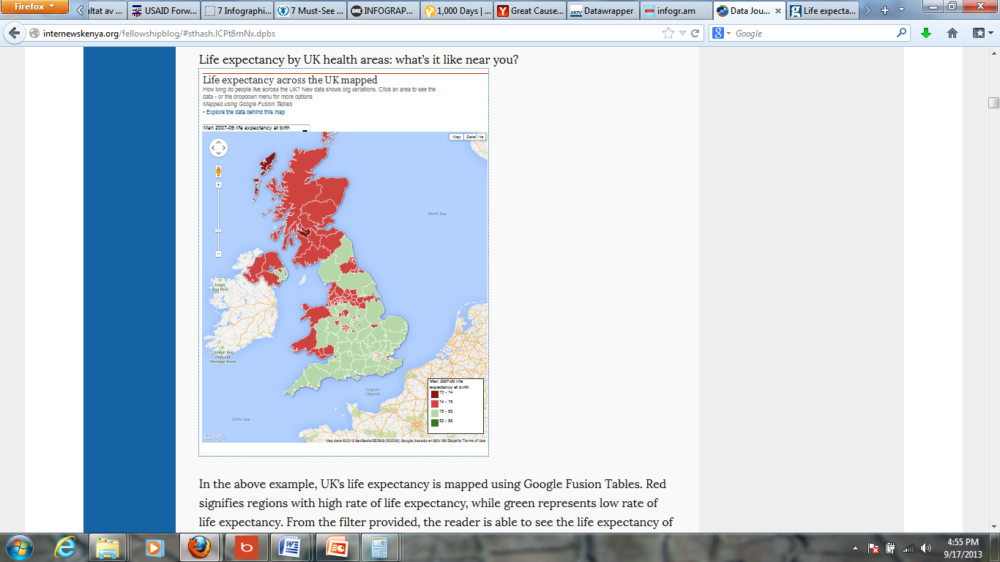 Firefox
ultat av ...
USAID Forw...
7 Infographi...
7 Must-See ...
INFOGRAP...
1,000 Days | ...
Great Cause...
Datawrapper
infogr.am
Data Jou...
Life expecta...
internewskenya.org/fellowshipblog/#sthash.lCPt8mNx.dpbs
Google
Life expectancy by UK health areas: what's it like near you?
Life expectancy across the UK mapped
How long do people live across the UK? New data shows big variations. Click an area to see the
data - or the dropdown menu for more options
Mapped using Google Fusion Tables
• Explore the data behind this map
Men 2007-09 life expectancy at birth
Map
Satellite
North Sea
Bog NHA
(Natural
Heritage Area)
English
Channel
Celtic Sea
Men 2007-09 life
expectancy at birth
70 - 74
74 - 78
78 - 82
82 - 85
Google
Map data ©2013 GeoBasis-DE/BKG (©2009), Google, basado en BCN IGN España Terms of Use
In the above example, UK's life expectancy is mapped using Google Fusion Tables. Red
signifies regions with high rate of life expectancy, while green represents low rate of
life expectancy. From the filter provided, the reader is able to see the life expectancy of
4:55 PM
9/17/2013